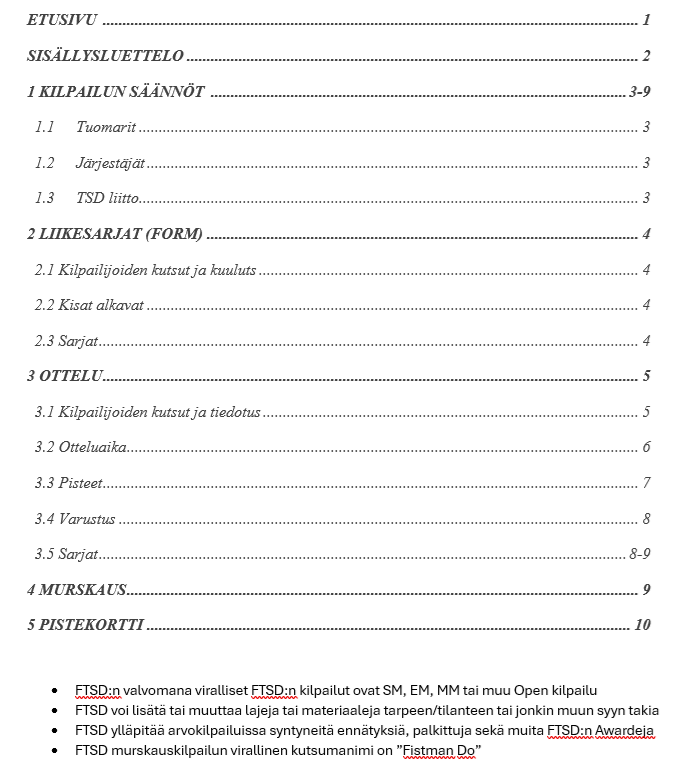 ETUSIVU ........................ 1
SISÄLLYSLUETTELO ........................ 2
1 KILPAILUN SÄÄNNÖT ........................ 3-9
1.1 Tuomarit ........................ 3
1.2 Järjestäjät ........................ 3
1.3 TSD liitto ........................ 3
2 LIIKESARJAT (FORM) ........................ 4
2.1 Kilpailijoiden kutsut ja kuuluts ........................ 4
2.2 Kisat alkavat ........................ 4
2.3 Sarjat ........................ 4
3 OTTELU ........................ 5
3.1 Kilpailijoiden kutsut ja tiedotus ........................ 5
3.2 Otteluaika ........................ 6
3.3 Pisteet ........................ 7
3.4 Varustus ........................ 8
3.5 Sarjat ........................ 8-9
4 MURSKAUS ........................ 9
5 PISTEKORTTI ........................ 10
• FTSD:n valvomana viralliset FTSD:n kilpailut ovat SM, EM, MM tai muu Open kilpailu
• FTSD voi lisätä tai muuttaa lajeja tai materiaaleja tarpeen/tilanteen tai jonkin muun syyn takia
• FTSD ylläpitää arvokilpailuissa syntyneitä ennätyksiä, palkittuja sekä muita FTSD:n Awardeja
• FTSD murskauskilpailun virallinen kutsumanimi on ”Fistman Do”